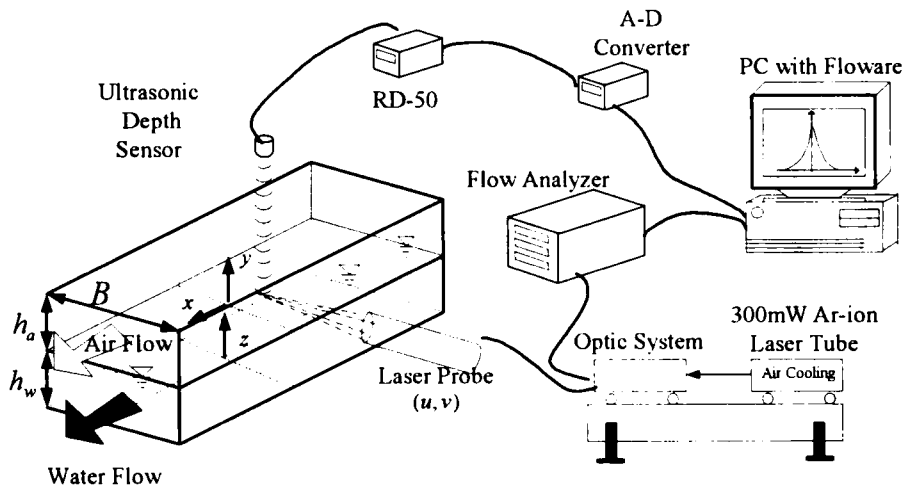 A-D
Converter
PC with Floware
RD-50
Ultrasonic
Depth
Sensor
Flow Analyzer
y
B
x
h_a
Air Flow
z
300mW Ar-ion
Laser Tube
Optic System
Air Cooling
h_w
Laser Probe
(u, v)
Water Flow